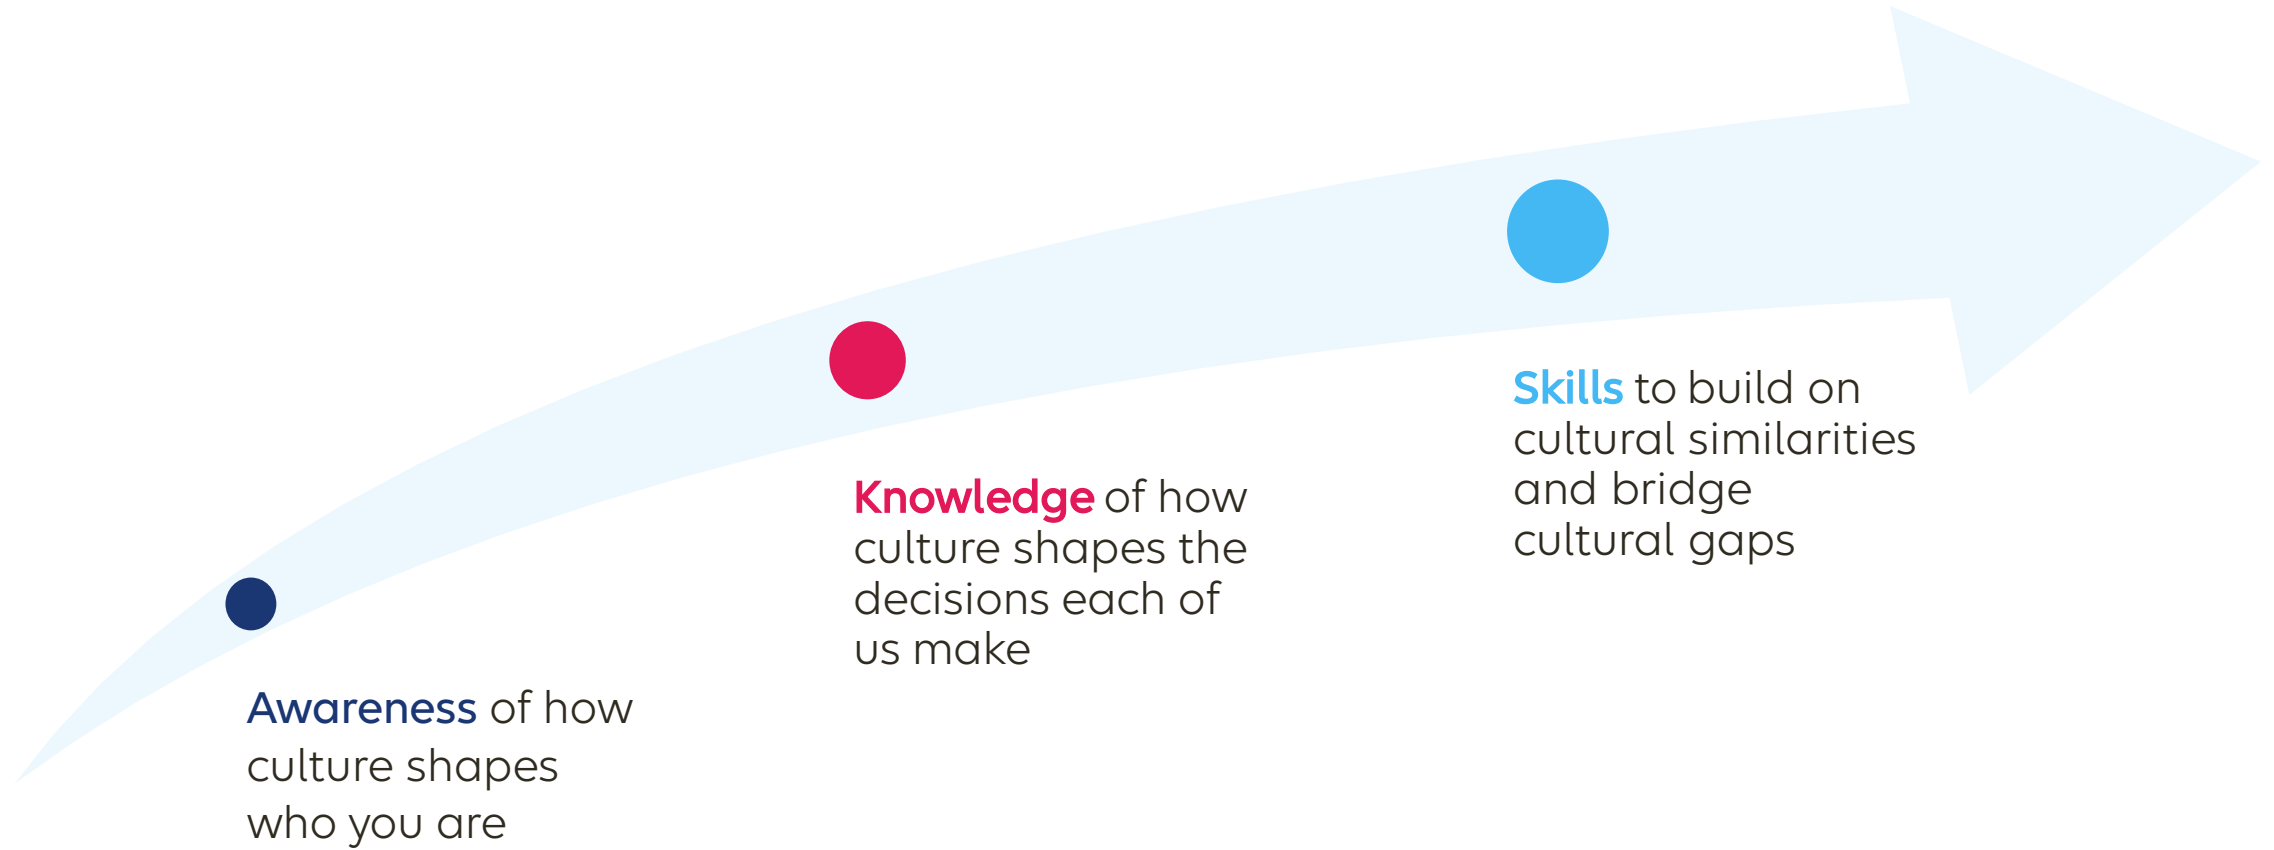 Awareness of how
culture shapes
who you are
Knowledge of how
culture shapes the
decisions each of
us make
Skills to build on
cultural similarities
and bridge
cultural gaps